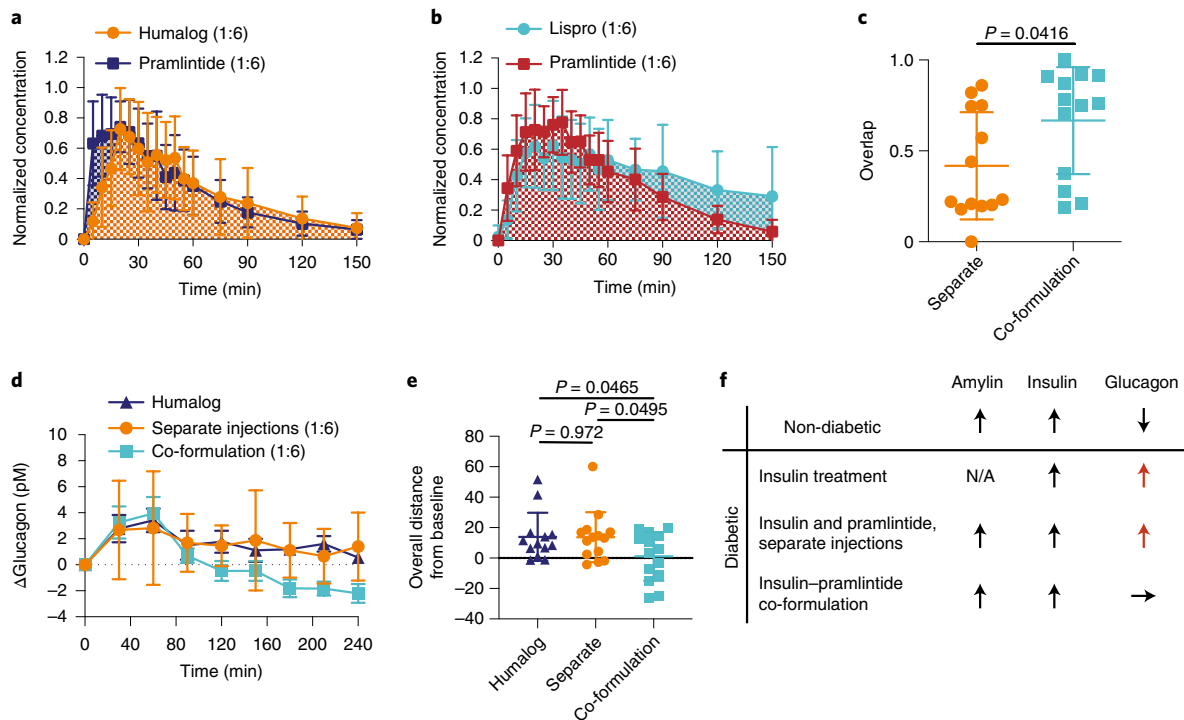 a
Humalog (1:6)
Pramlintide (1:6)
Normalized concentration
1.2
1.0
0.8
0.6
0.4
0.2
0
0 30 60 90 120 150
Time (min)
b
Lispro (1:6)
Pramlintide (1:6)
Normalized concentration
1.2
1.0
0.8
0.6
0.4
0.2
0
0 30 60 90 120 150
Time (min)
c
P = 0.0416
Overlap
1.0
0.5
0
Separate
Co-formulation
d
Humalog
Separate injections (1:6)
Co-formulation (1:6)
ΔGlucagon (pM)
10
8
6
4
2
0
−2
−4
0 40 80 120 160 200 240
Time (min)
e
P = 0.0465
P = 0.0495
P = 0.972
Overall distance
from baseline
80
60
40
20
0
−20
−40
Humalog
Separate
Co-formulation
f
Amylin Insulin Glucagon
Non-diabetic ↑ ↑ ↓
Diabetic
Insulin treatment N/A ↑ ↑
Insulin and pramlintide,
separate injections ↑ ↑ ↑
Insulin–pramlintide
co-formulation ↑ ↑ →